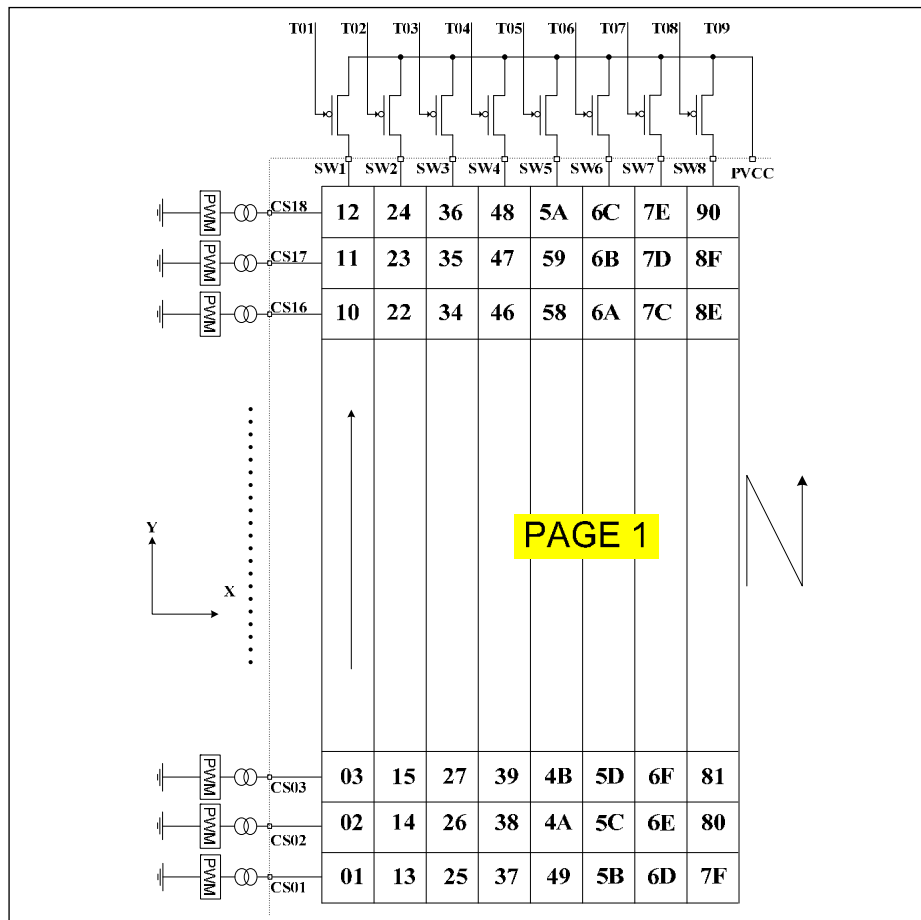 T01 T02 T03 T04 T05 T06 T07 T08 T09
SW1 SW2 SW3 SW4 SW5 SW6 SW7 SW8 PVCC
PWM CS18 12 24 36 48 5A 6C 7E 90
PWM CS17 11 23 35 47 59 6B 7D 8F
PWM CS16 10 22 34 46 58 6A 7C 8E
PAGE 1
Y
X
PWM CS03 03 15 27 39 4B 5D 6F 81
PWM CS02 02 14 26 38 4A 5C 6E 80
PWM CS01 01 13 25 37 49 5B 6D 7F